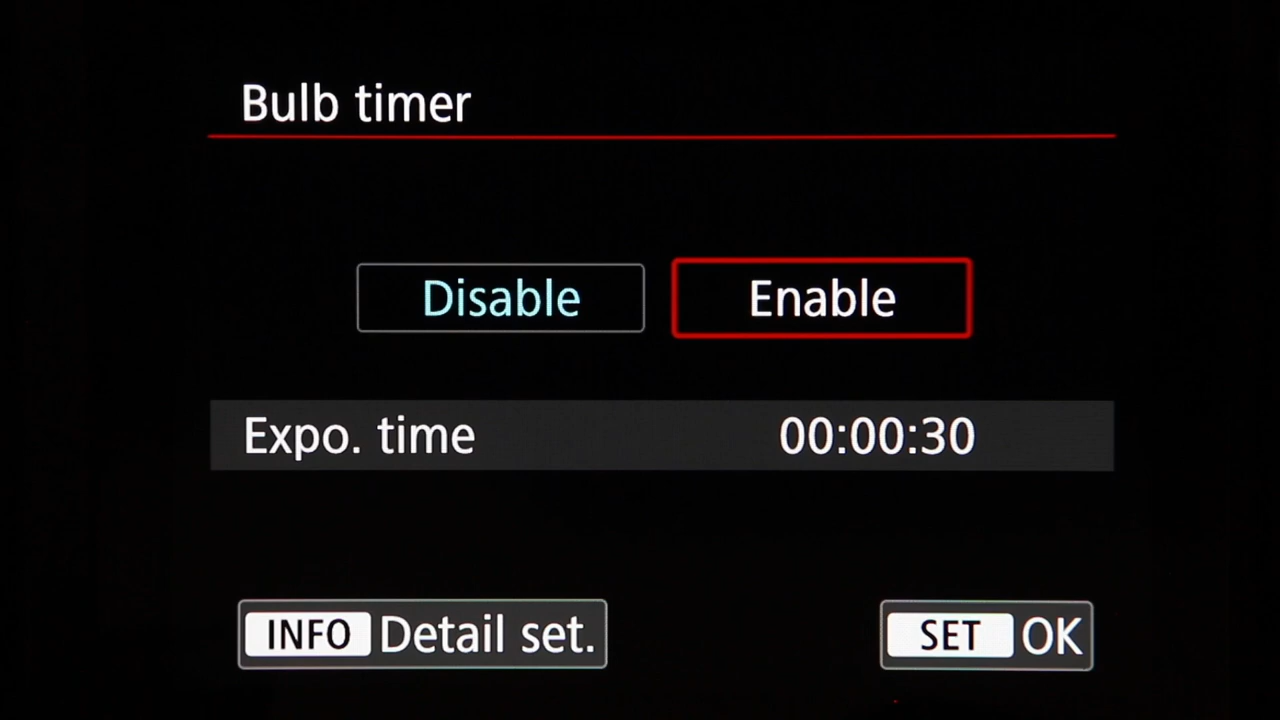 Bulb timer
Disable Enable
Expo. time 00:00:30
INFO Detail set. SET OK